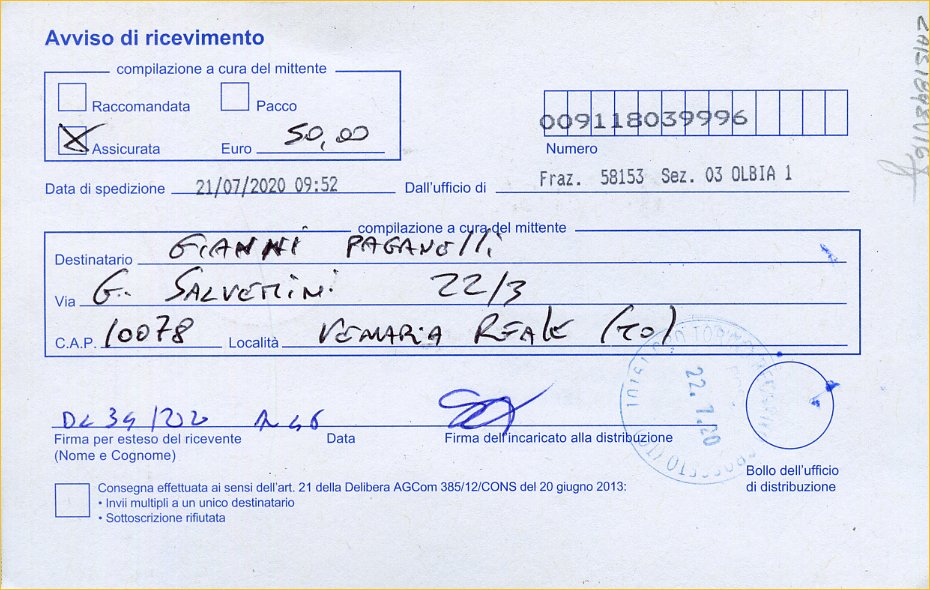 Avviso di ricevimento
compilazione a cura del mittente
Raccomandata Pacco
Assicurata Euro 50,00
009118039996
Numero
Data di spedizione 21/07/2020 09:52 Dall'ufficio di Fraz. 58153 Sez. 03 OLBIA 1
compilazione a cura del mittente
Destinatario GIANNI PAGANELLI
Via G. SALVEMINI 22/3
C.A.P. 10078 Località VENARIA REALE (TO)
22.7.20
Firma per esteso del ricevente Data Firma dell'incaricato alla distribuzione
(Nome e Cognome)
Bollo dell'ufficio
di distribuzione
Consegna effettuata ai sensi dell'art. 21 della Delibera AGCom 385/12/CONS del 20 giugno 2013:
• Invii multipli a un unico destinatario
• Sottoscrizione rifiutata